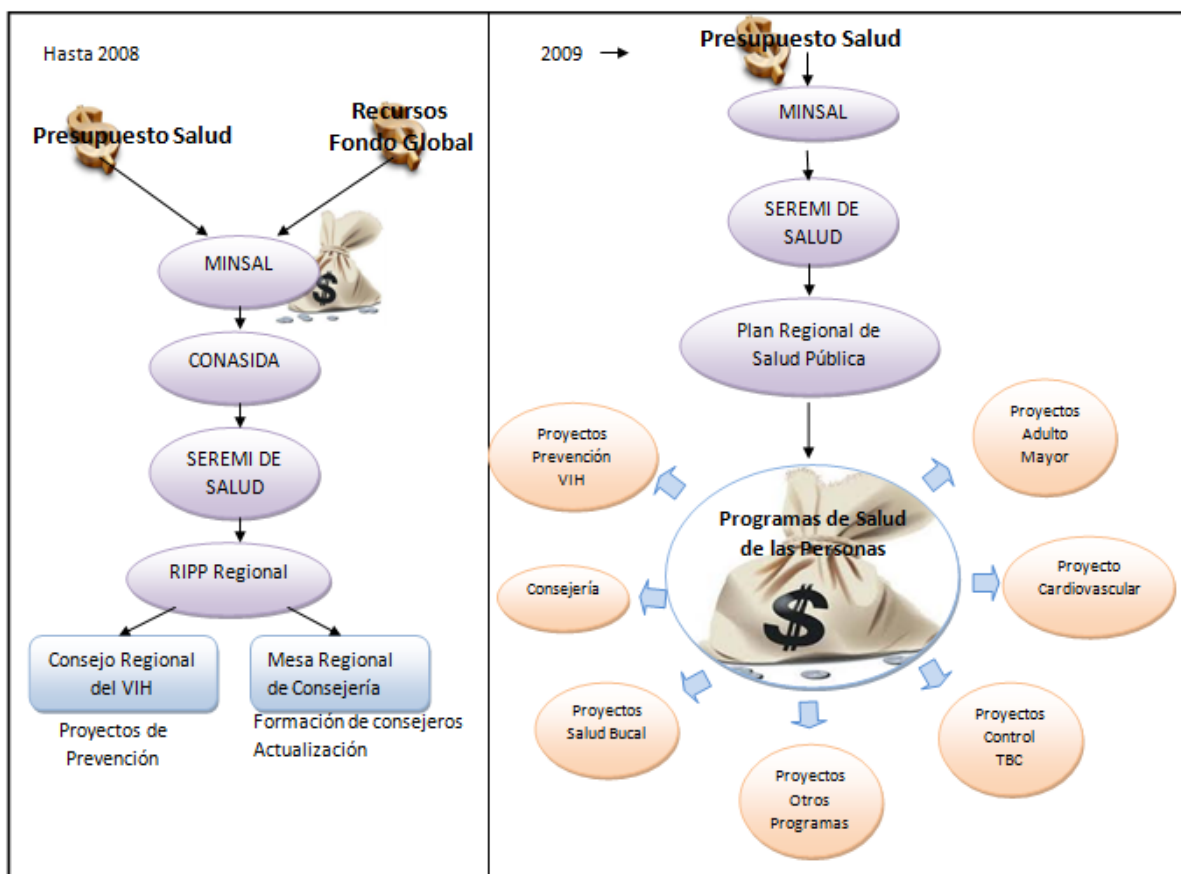 Hasta 2008
Presupuesto Salud
Recursos
Fondo Global
MINSAL
$
CONASIDA
SEREMI DE
SALUD
RIPP Regional
Consejo Regional
del VIH
Mesa Regional
de Consejería
Proyectos de
Prevención
Formación de consejeros
Actualización
2009
Presupuesto Salud
MINSAL
SEREMI DE
SALUD
Plan Regional de
Salud Pública
Proyectos
Prevención
VIH
Proyectos
Adulto
Mayor
Programas de Salud
de las Personas
$
Consejería
Proyecto
Cardiovascular
Proyectos
Salud Bucal
Proyectos
Control
TBC
Proyectos
Otros
Programas